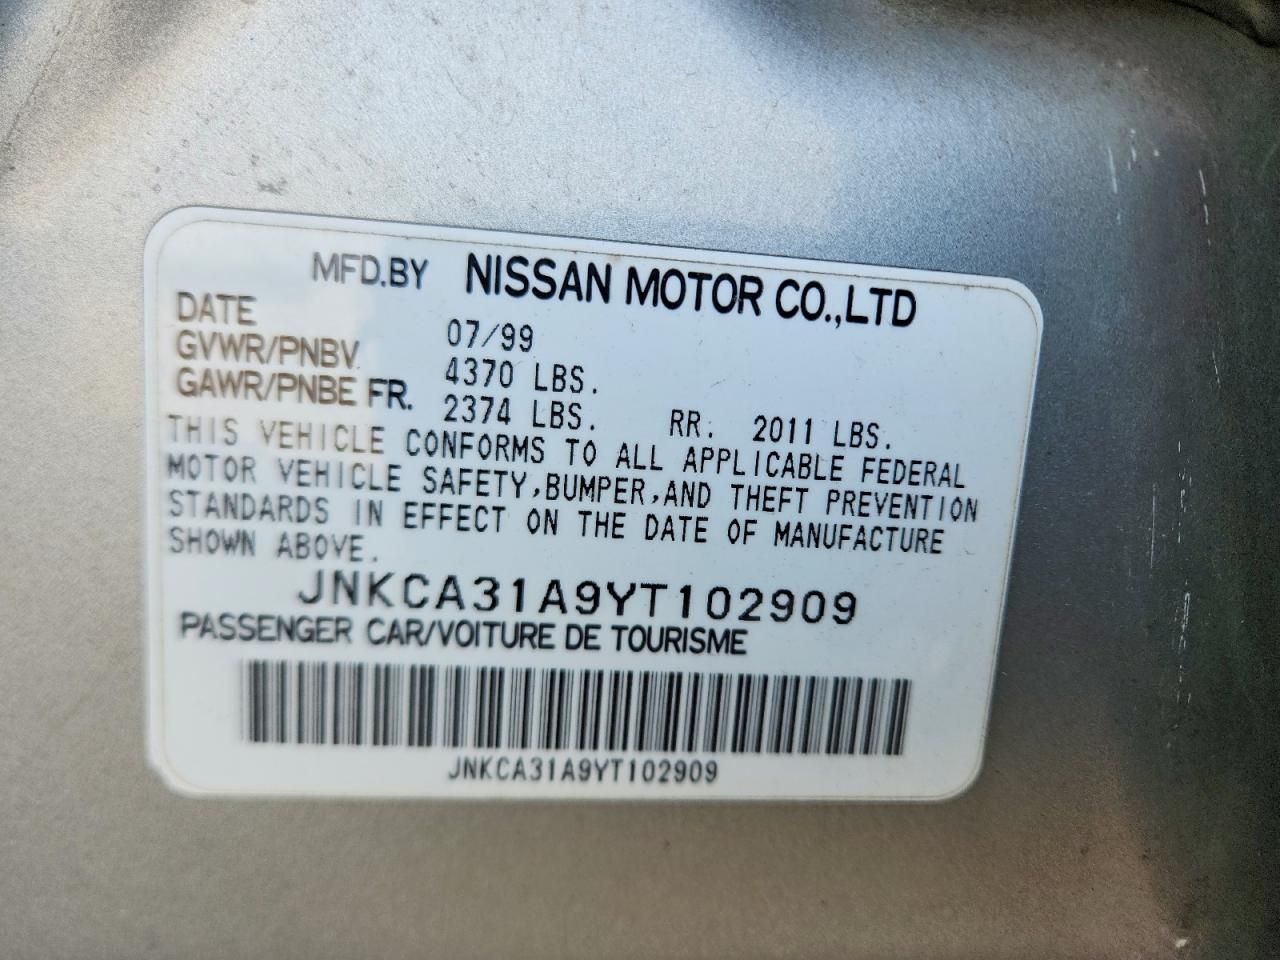 MFD.BY NISSAN MOTOR CO.,LTD
DATE 07/99
GVWR/PNBV 4370 LBS.
GAWR/PNBE FR. 2374 LBS. RR. 2011 LBS.
THIS VEHICLE CONFORMS TO ALL APPLICABLE FEDERAL
MOTOR VEHICLE SAFETY,BUMPER,AND THEFT PREVENTION
STANDARDS IN EFFECT ON THE DATE OF MANUFACTURE
SHOWN ABOVE.
JNKCA31A9YT102909
PASSENGER CAR/VOITURE DE TOURISME
JNKCA31A9YT102909